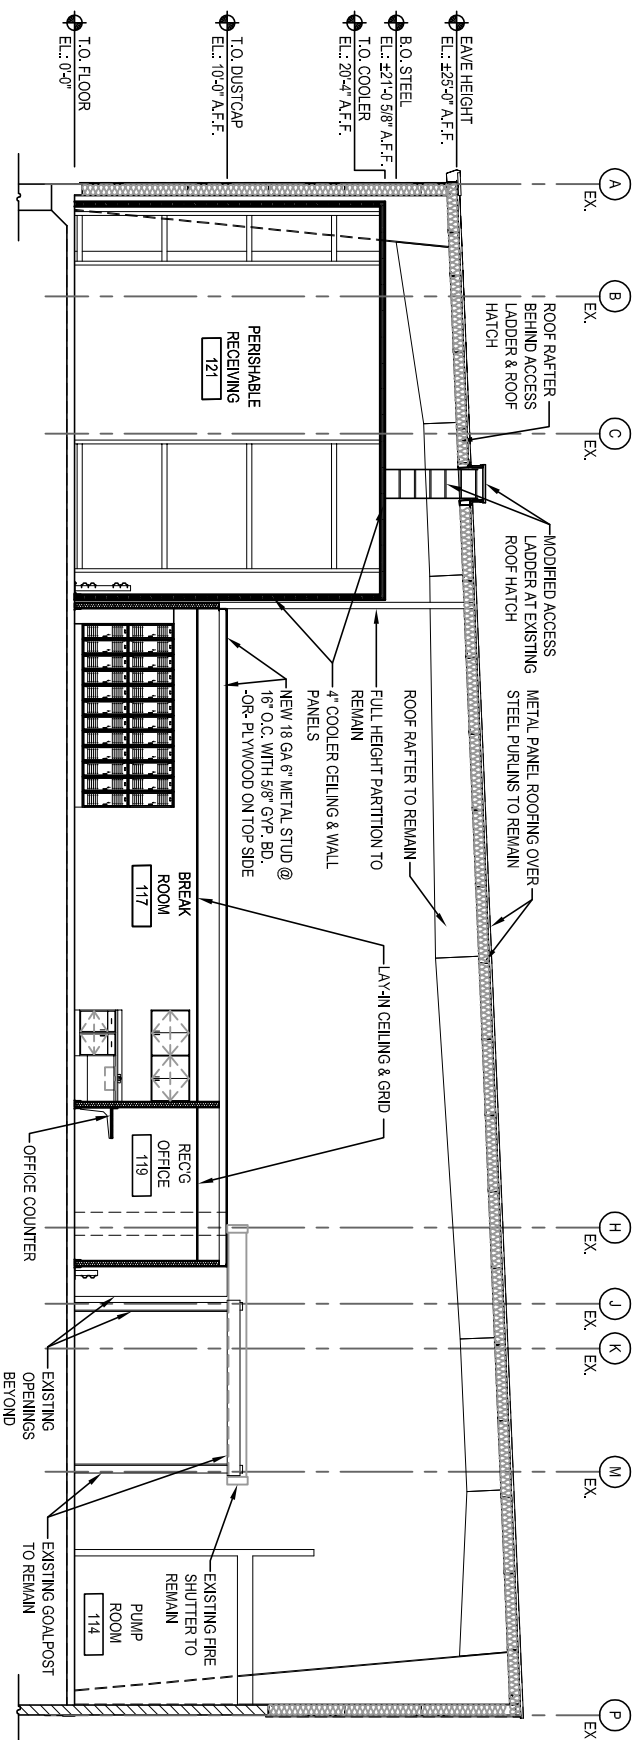 A
EX.
B
EX.
C
EX.
H
EX.
J
EX.
K
EX.
M
EX.
P
EX
EAVE HEIGHT
EL.: ±25'-0" A.F.F.
B.O. STEEL
EL.: ±21'-0 5/8" A.F.F.
T.O. COOLER
EL.: 20'-4" A.F.F.
T.O. DUSTCAP
EL.: 10'-0" A.F.F.
T.O. FLOOR
EL.: 0'-0"
ROOF RAFTER
BEHIND ACCESS
LADDER & ROOF
HATCH
MODIFIED ACCESS
LADDER AT EXISTING
ROOF HATCH
METAL PANEL ROOFING OVER
STEEL PURLINS TO REMAIN
ROOF RAFTER TO REMAIN
FULL HEIGHT PARTITION TO
REMAIN
4" COOLER CEILING & WALL
PANELS
NEW 18 GA 6" METAL STUD @
16" O.C. WITH 5/8" GYP. BD.
-OR- PLYWOOD ON TOP SIDE
LAY-IN CEILING & GRID
PERISHABLE
RECEIVING
121
BREAK
ROOM
117
REC'G
OFFICE
119
OFFICE COUNTER
EXISTING
OPENINGS
BEYOND
EXISTING FIRE
SHUTTER TO
REMAIN
PUMP
ROOM
114
EXISTING GOALPOST
TO REMAIN